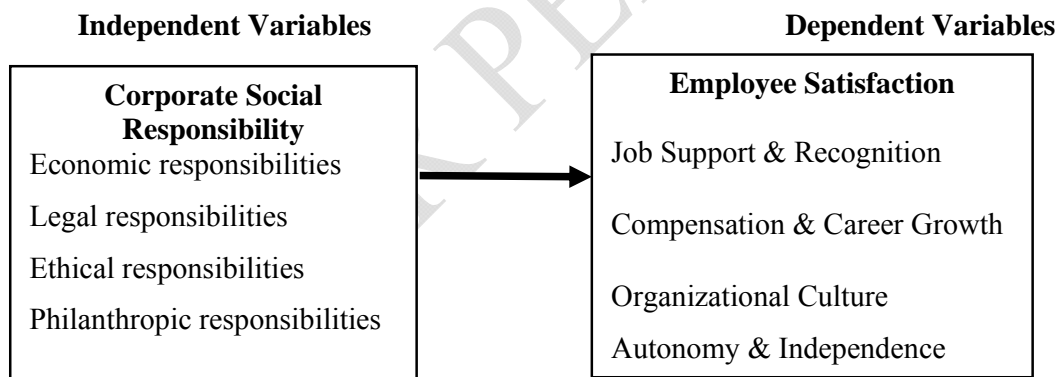 Independent Variables
Dependent Variables
Corporate Social
Responsibility
Economic responsibilities
Legal responsibilities
Ethical responsibilities
Philanthropic responsibilities
Employee Satisfaction
Job Support & Recognition
Compensation & Career Growth
Organizational Culture
Autonomy & Independence